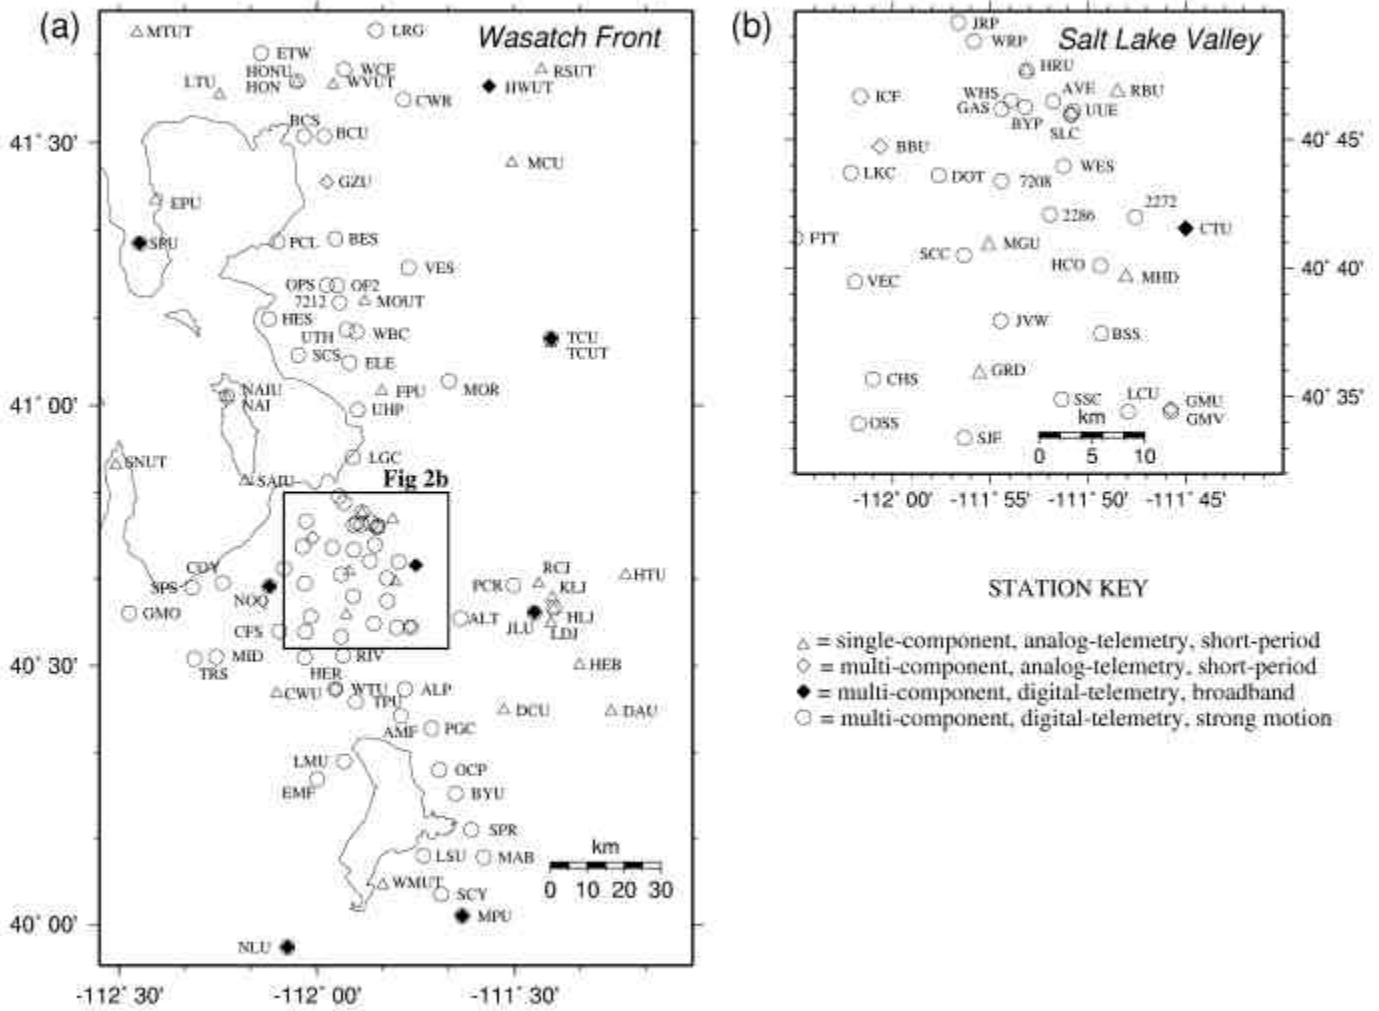 (a)
Wasatch Front
MTUT
LRG
ETW
HONU
HON
WCF
WVUT
RSUT
LTU
HWUT
CWR
BCS
BCU
41° 30'
MCU
GZU
EPU
SPU
PCL
BES
VES
OPS
OF2
7212
MOUT
HES
UTH
WBC
TCU
TCUT
SCS
ELE
FPU
MOR
NAIU
NAI
41° 00'
UHP
LGC
SNUT
SAIU
Fig 2b
COY
SPS
NOQ
GMO
CFS
PCR
RCJ
KLJ
HTU
ALT
JLU
HLJ
LDJ
40° 30'
TRS
MID
HER
RIV
HEB
CWU
WTU
ALP
TPU
DCU
DAU
AMF
PGC
LMU
EMF
OCP
BYU
SPR
km
LSU
MAB
0 10 20 30
WMUT
SCY
40° 00'
MPU
NLU
-112° 30'
-112° 00'
-111° 30'
(b)
Salt Lake Valley
JRP
WRP
HRU
ICF
WHS
GAS
AVE
RBU
BYP
UUE
SLC
40° 45'
BBU
LKC
DOT
7208
WES
2286
2272
CTU
FTT
SCC
MGU
HCO
MHD
40° 40'
VEC
JVW
BSS
CHS
GRD
40° 35'
SSC
LCU
GMU
GMV
OSS
SJF
km
0 5 10
-112° 00'
-111° 55'
-111° 50'
-111° 45'
STATION KEY
= single-component, analog-telemetry, short-period
= multi-component, analog-telemetry, short-period
= multi-component, digital-telemetry, broadband
= multi-component, digital-telemetry, strong motion